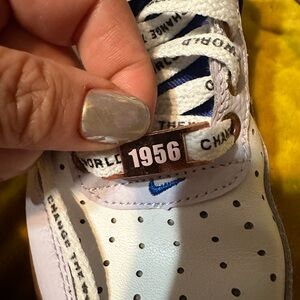 WORLD
CHANGE THE
THE
WORLD
1956
CHAN
CHANGE THE W